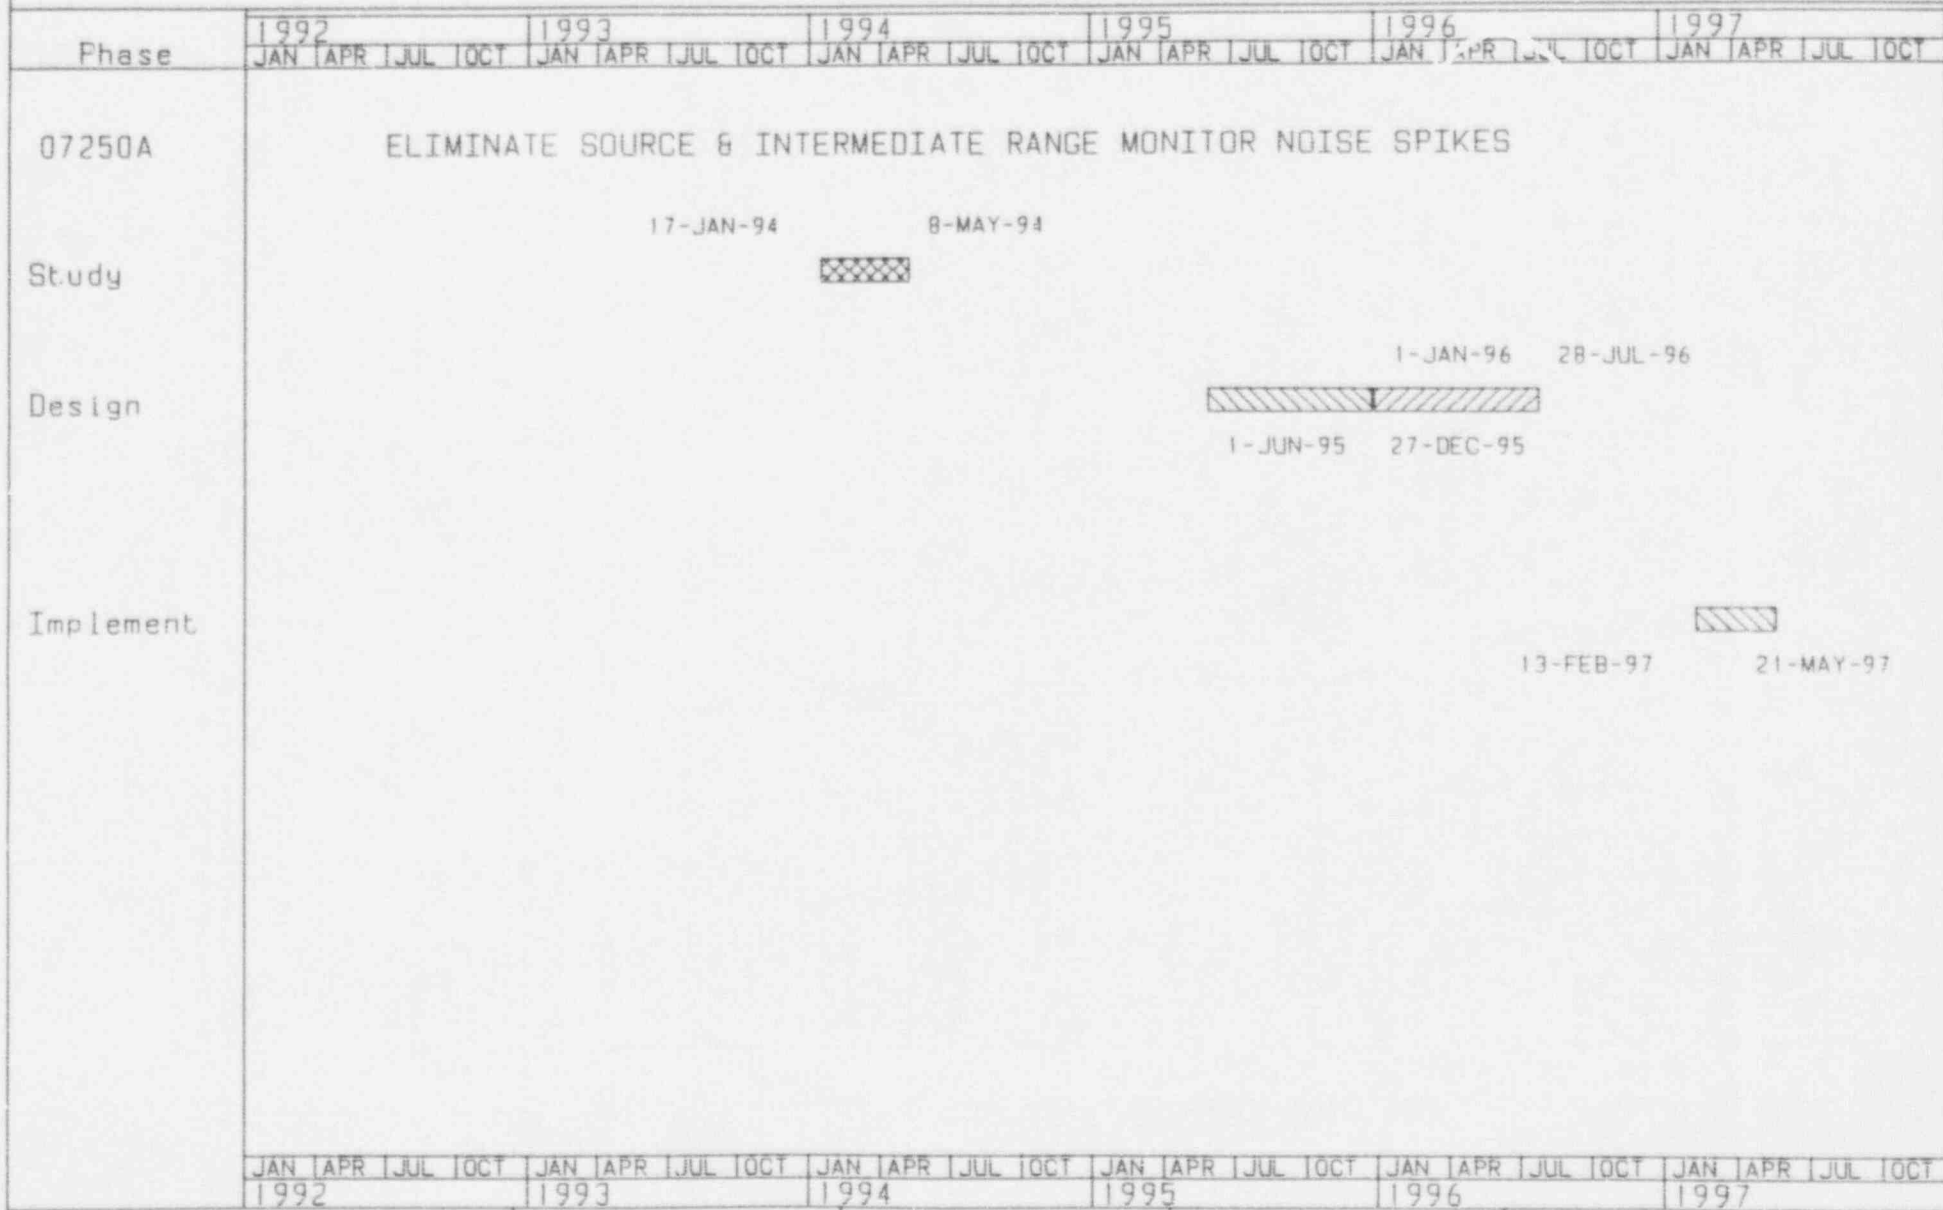 1992 1993 1994 1995 1996 1997
Phase
JAN APR JUL OCT JAN APR JUL OCT JAN APR JUL OCT JAN APR JUL OCT JAN APR JUL OCT JAN APR JUL OCT
07250A ELIMINATE SOURCE & INTERMEDIATE RANGE MONITOR NOISE SPIKES
17-JAN-94 8-MAY-94
Study
1-JAN-96 28-JUL-96
Design
1-JUN-95 27-DEC-95
Implement
13-FEB-97 21-MAY-97
JAN APR JUL OCT JAN APR JUL OCT JAN APR JUL OCT JAN APR JUL OCT JAN APR JUL OCT JAN APR JUL OCT
1992 1993 1994 1995 1996 1997